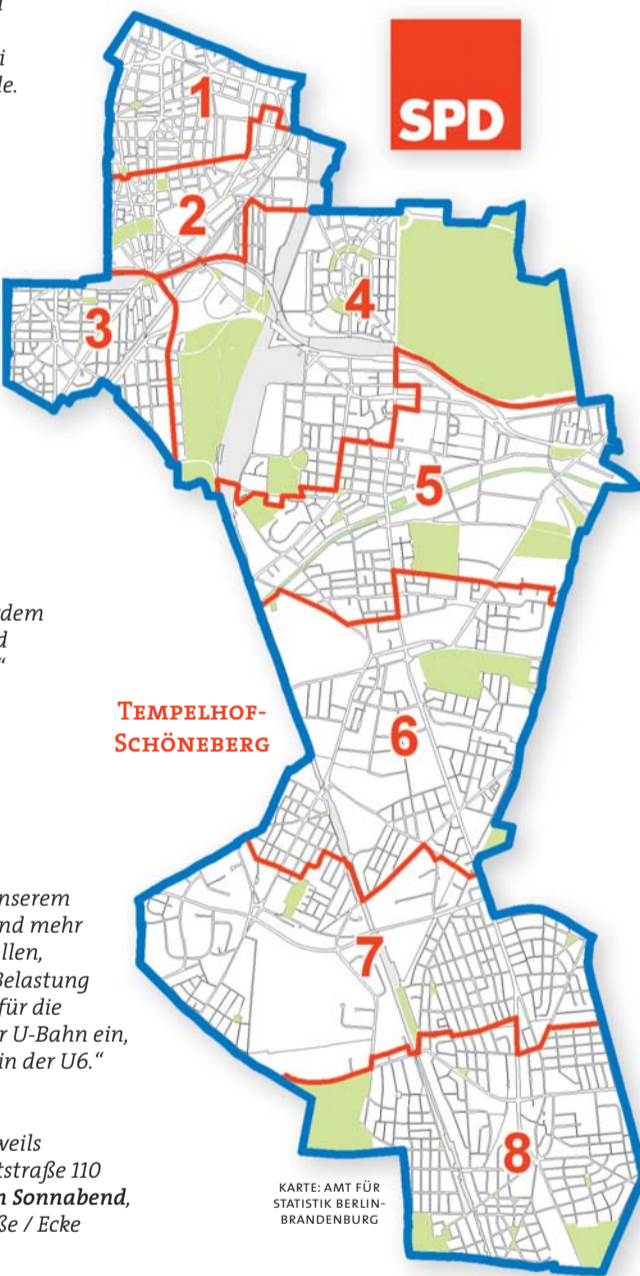 i
le.
1
SPD
2
4
3
5
dem
d
“
TEMPELHOF-
SCHÖNEBERG
6
nserem
nd mehr
llen,
Belastung
für die
r U-Bahn ein,
in der U6.“
7
weils
tstraße 110
n Sonnabend,
ße / Ecke
8
KARTE: AMT FÜR
STATISTIK BERLIN-
BRANDENBURG